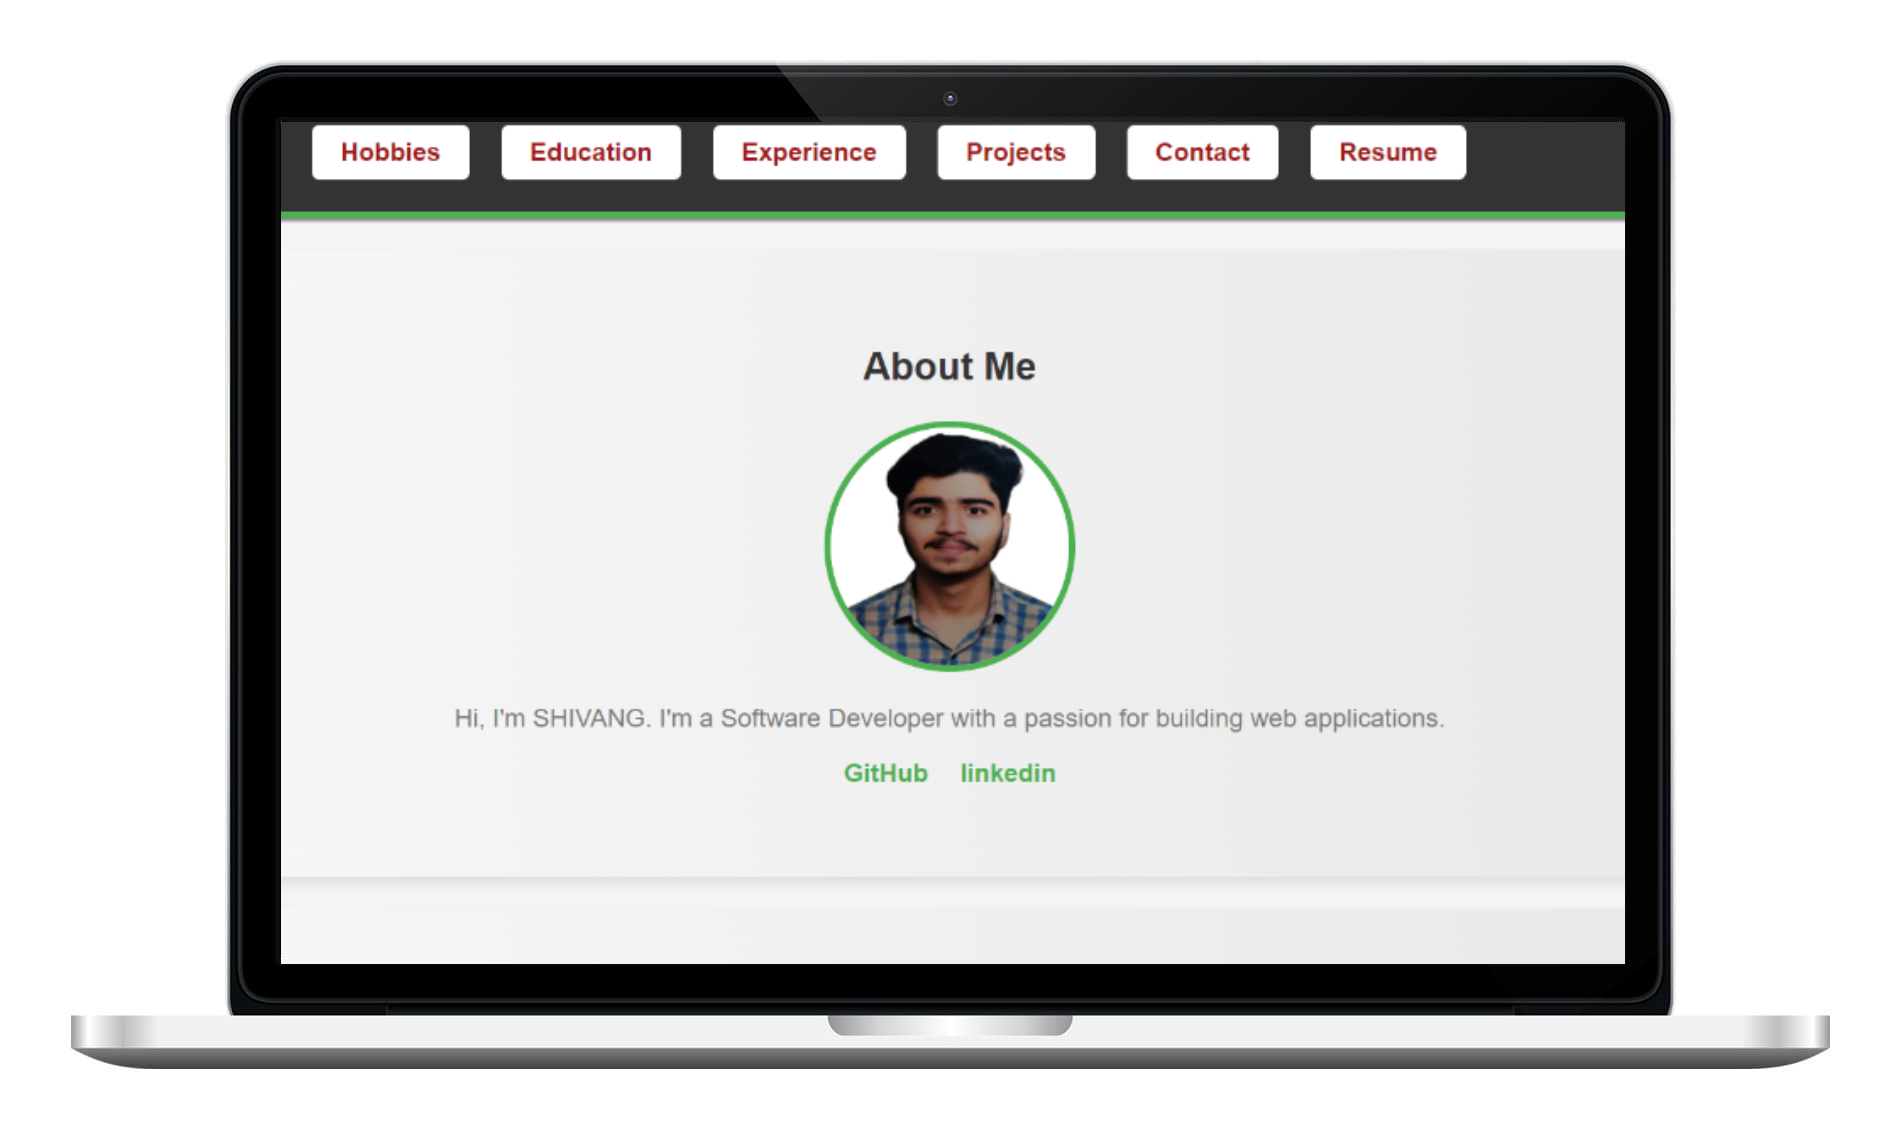 Hobbies Education Experience Projects Contact Resume
About Me
Hi, I'm SHIVANG. I'm a Software Developer with a passion for building web applications.
GitHub linkedin